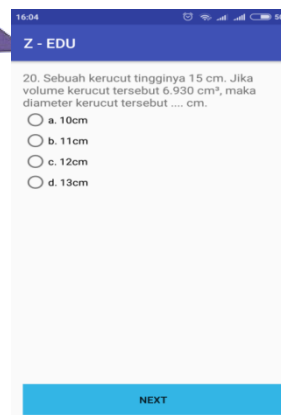 16:04
Z - EDU
20. Sebuah kerucut tingginya 15 cm. Jika
volume kerucut tersebut 6.930 cm³, maka
diameter kerucut tersebut .... cm.
a. 10cm
b. 11cm
c. 12cm
d. 13cm
NEXT